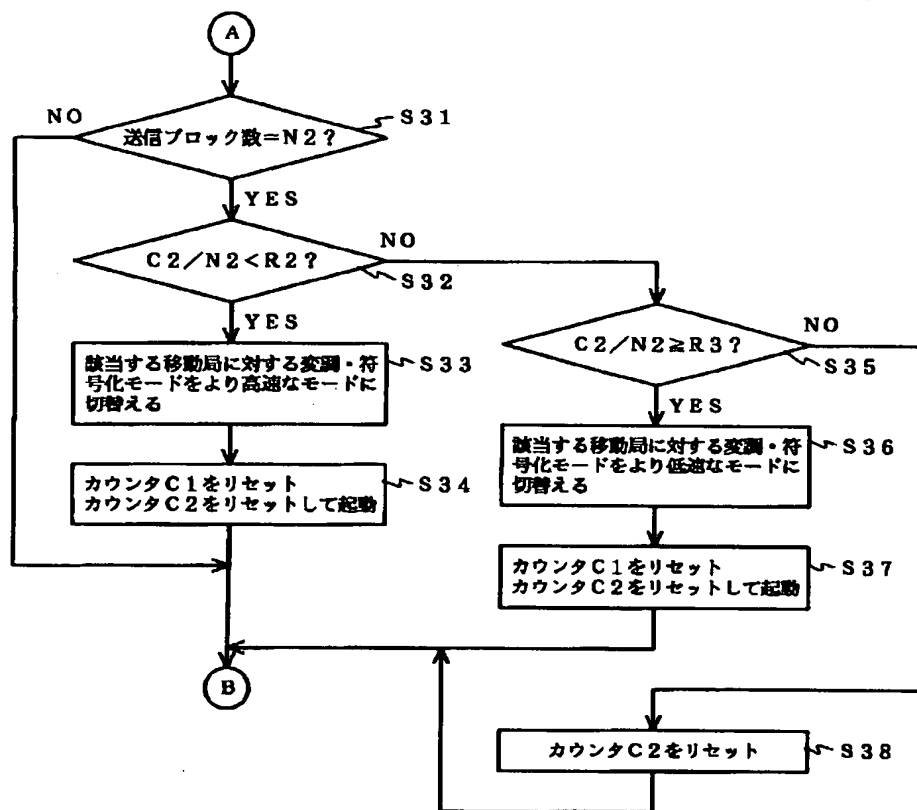 A
NO
送信ブロック数=N2?
S31
YES
C2/N2<R2?
NO
S32
YES
該当する移動局に対する変調・符
号化モードをより高速なモードに
切替える
S33
カウンタC1をリセット
カウンタC2をリセットして起動
S34
C2/N2≧R3?
NO
S35
YES
該当する移動局に対する変調・符
号化モードをより低速なモードに
切替える
S36
カウンタC1をリセット
カウンタC2をリセットして起動
S37
B
カウンタC2をリセット
S38